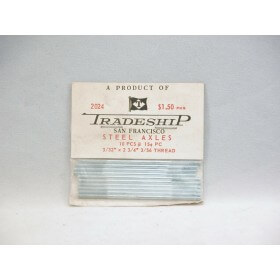 A PRODUCT OF
2024 $1.50
TRADESHIP
SAN FRANCISCO
STEEL AXLES
10 PCS @ 15¢ PC
3/32" × 2 3/4" 3/56 THREAD